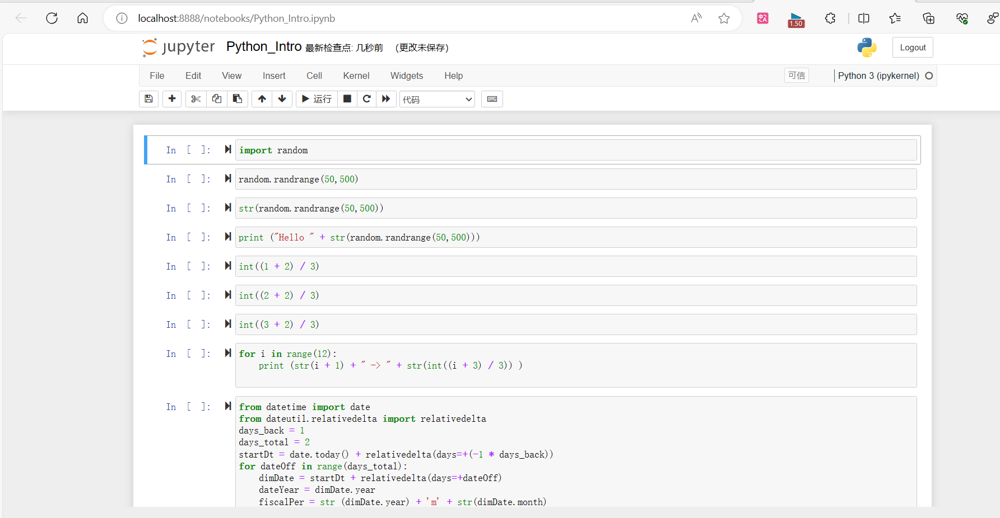 localhost:8888/notebooks/Python_Intro.ipynb
1.50
jupyter Python_Intro 最新检查点: 几秒前 (更改未保存)
Logout
File Edit View Insert Cell Kernel Widgets Help
可信
Python 3 (ipykernel)
运行
代码
In [ ]: import random
In [ ]: random.randrange(50,500)
In [ ]: str(random.randrange(50,500))
In [ ]: print ("Hello " + str(random.randrange(50,500)))
In [ ]: int((1 + 2) / 3)
In [ ]: int((2 + 2) / 3)
In [ ]: int((3 + 2) / 3)
In [ ]: for i in range(12):
    print (str(i + 1) + " -> " + str(int((i + 3) / 3)) )
In [ ]: from datetime import date
from dateutil.relativedelta import relativedelta
days_back = 1
days_total = 2
startDt = date.today() + relativedelta(days=+(-1 * days_back))
for dateOff in range(days_total):
    dimDate = startDt + relativedelta(days=+dateOff)
    dateYear = dimDate.year
    fiscalPer = str (dimDate.year) + 'm' + str(dimDate.month)